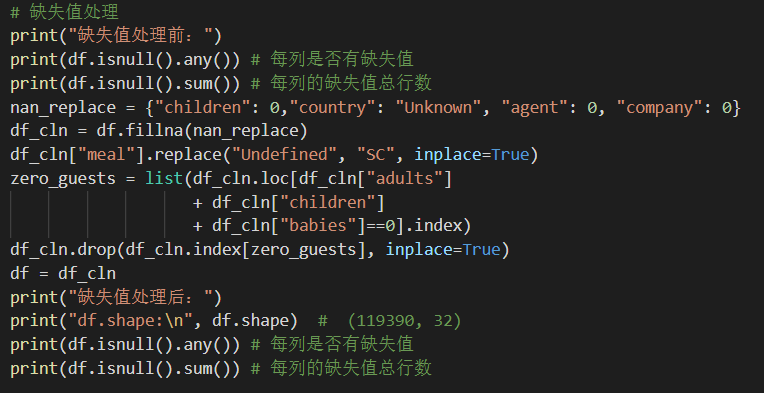 # 缺失值处理
print("缺失值处理前：")
print(df.isnull().any()) # 每列是否有缺失值
print(df.isnull().sum()) # 每列的缺失值总行数
nan_replace = {"children": 0,"country": "Unknown", "agent": 0, "company": 0}
df_cln = df.fillna(nan_replace)
df_cln["meal"].replace("Undefined", "SC", inplace=True)
zero_guests = list(df_cln.loc[df_cln["adults"]
+ df_cln["children"]
+ df_cln["babies"]==0].index)
df_cln.drop(df_cln.index[zero_guests], inplace=True)
df = df_cln
print("缺失值处理后：")
print("df.shape:\n", df.shape)  #  (119390, 32)
print(df.isnull().any()) # 每列是否有缺失值
print(df.isnull().sum()) # 每列的缺失值总行数